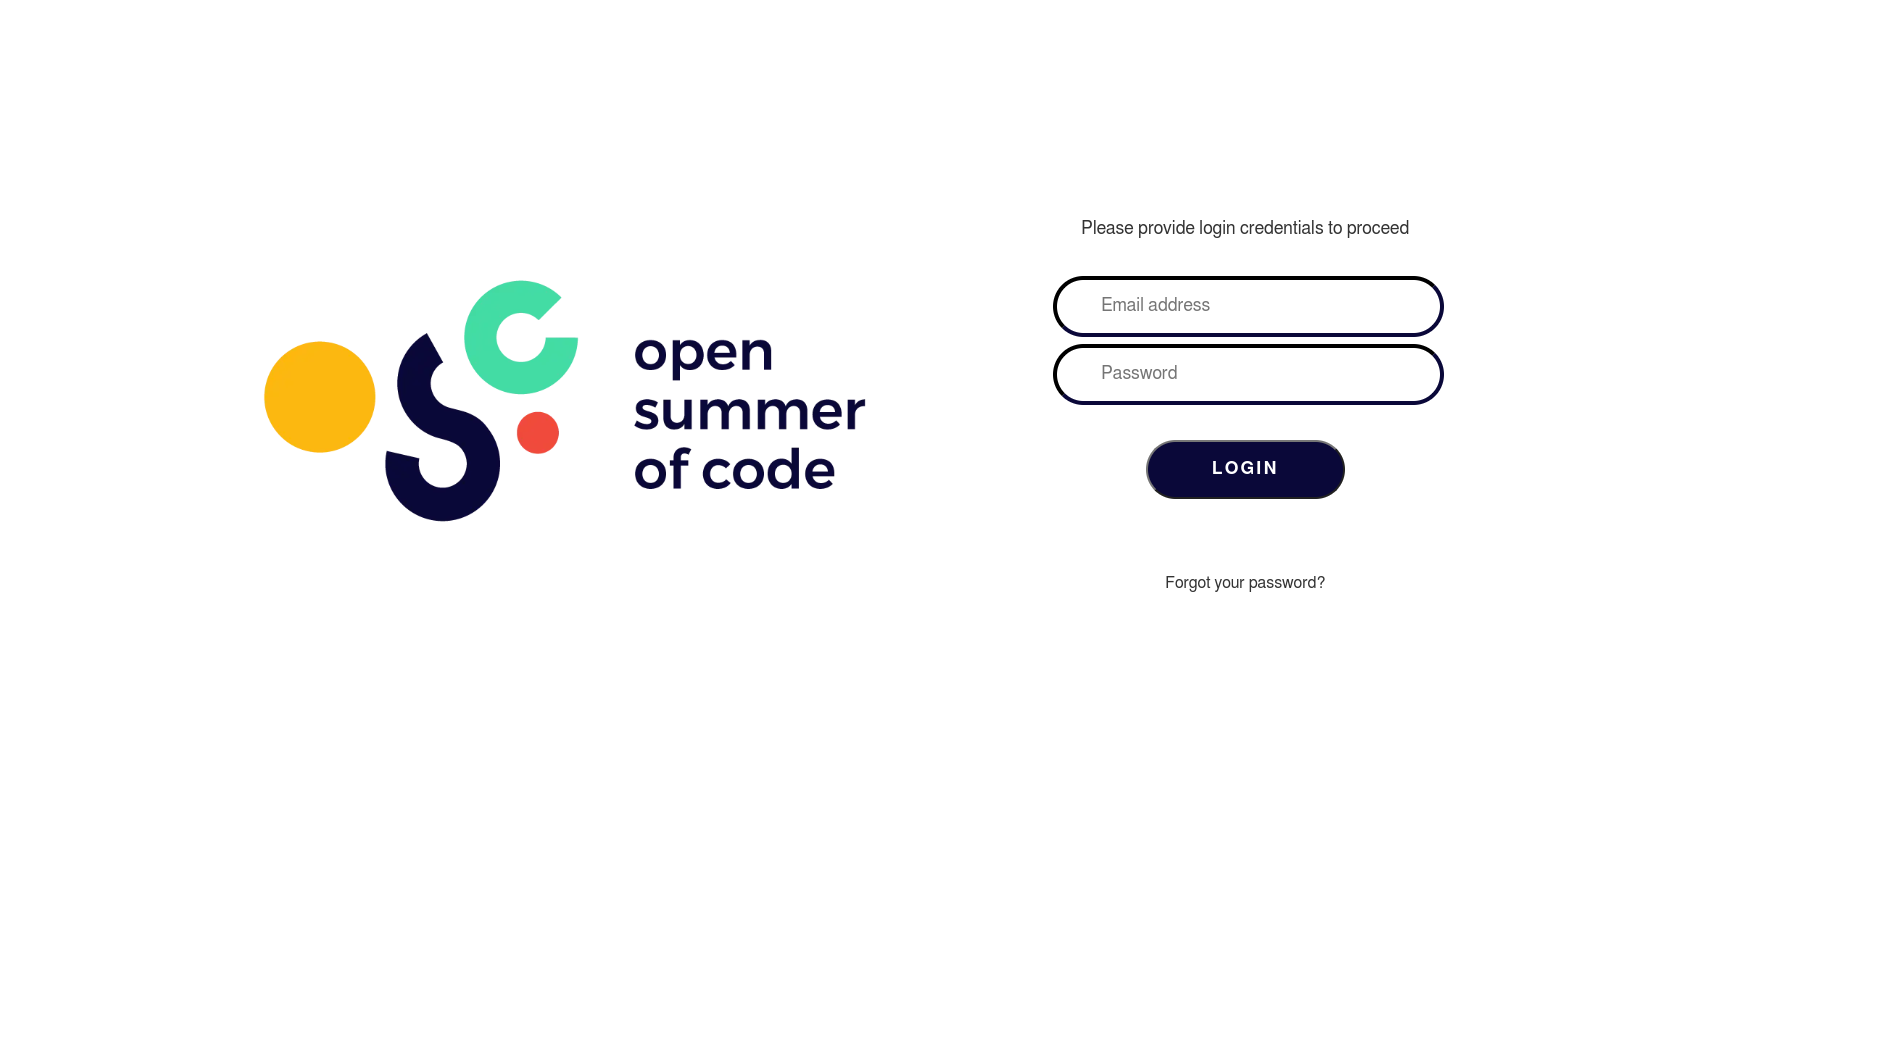 open
summer
of code
Please provide login credentials to proceed
Email address
Password
LOGIN
Forgot your password?